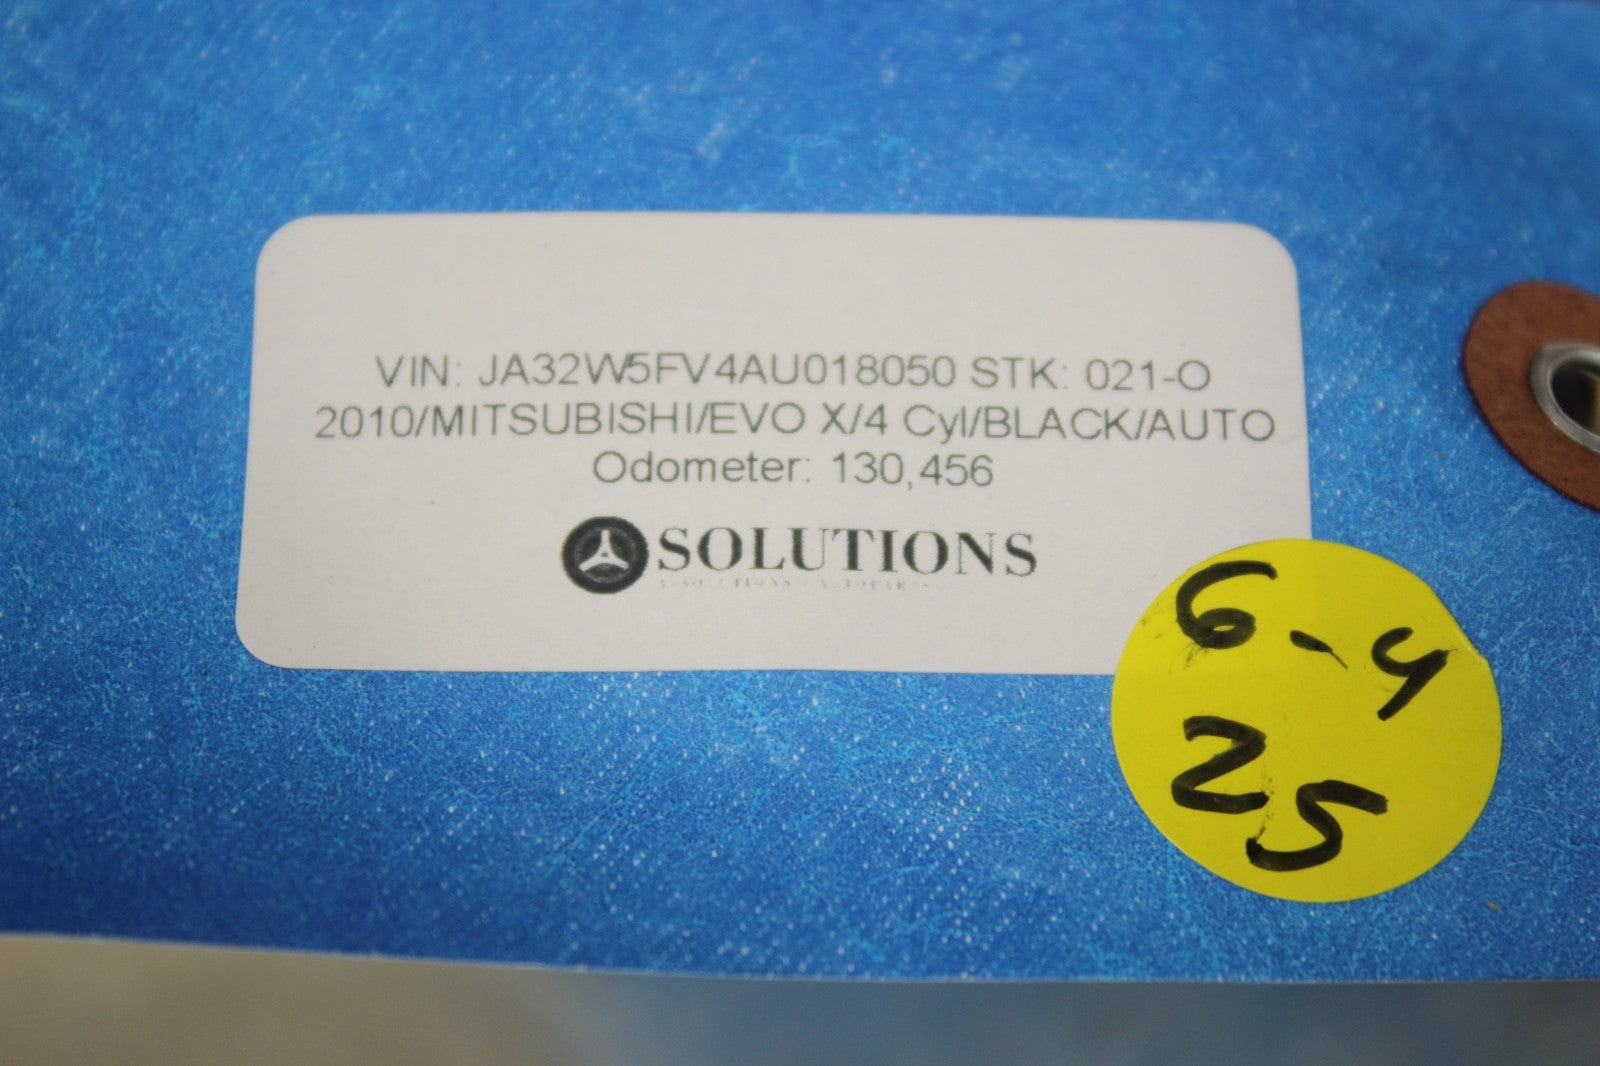 VIN: JA32W5FV4AU018050 STK: 021-O
2010/MITSUBISHI/EVO X/4 Cyl/BLACK/AUTO
Odometer: 130,456
SOLUTIONS
6-4
25